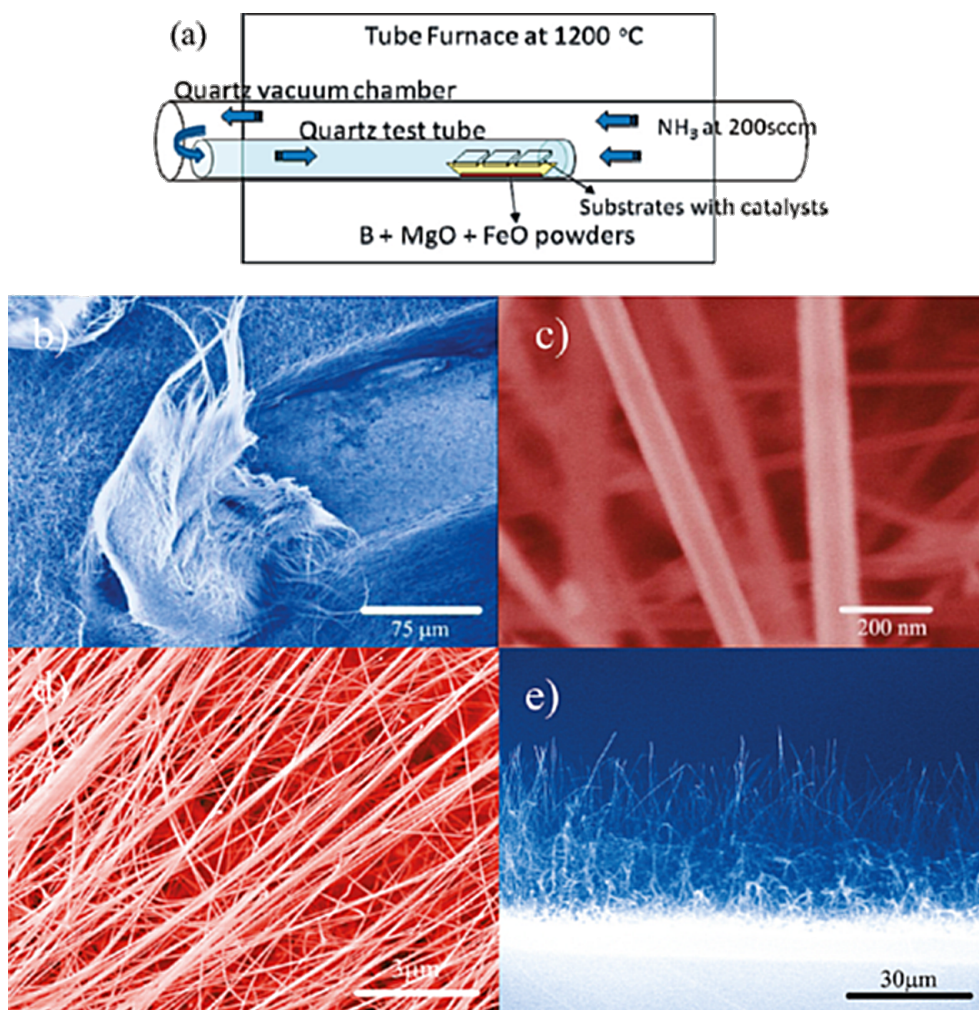 (a)
Tube Furnace at 1200 °C
Quartz vacuum chamber
Quartz test tube
NH₃ at 200sccm
Substrates with catalysts
B + MgO + FeO powders
b)
75 μm
c)
200 nm
d)
3μm
e)
30μm